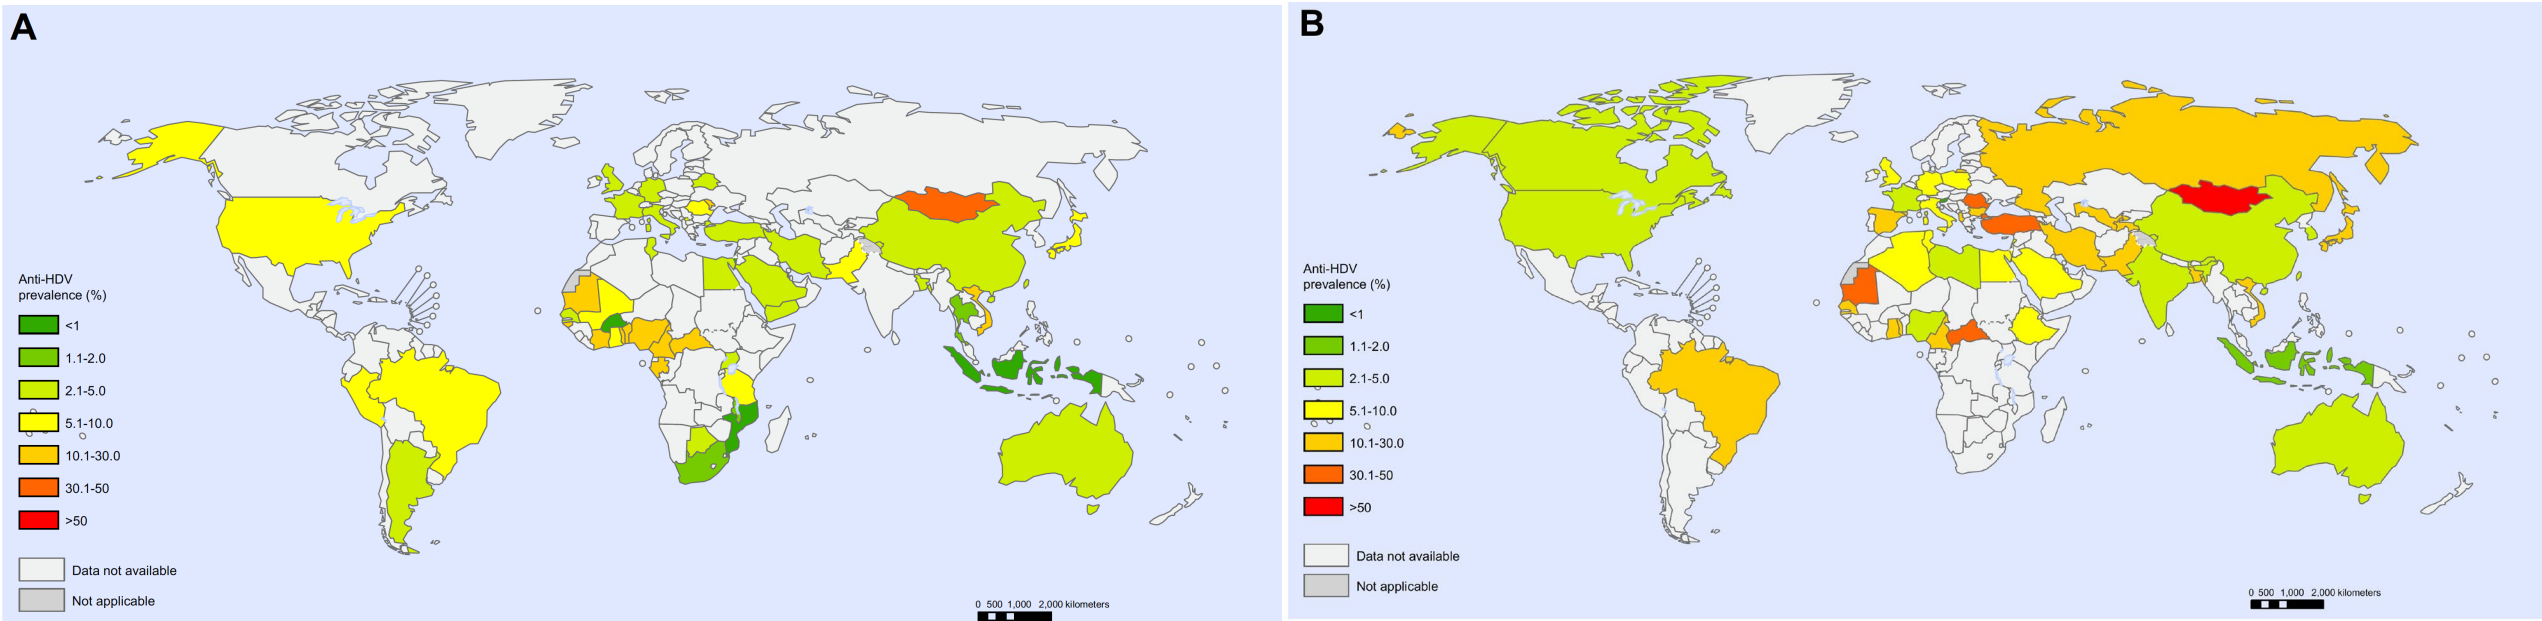 A
Anti-HDV
prevalence (%)
<1
1.1-2.0
2.1-5.0
5.1-10.0
10.1-30.0
30.1-50
>50
Data not available
Not applicable
0 500 1,000 2,000 kilometers
B
Anti-HDV
prevalence (%)
<1
1.1-2.0
2.1-5.0
5.1-10.0
10.1-30.0
30.1-50
>50
Data not available
Not applicable
0 500 1,000 2,000 kilometers